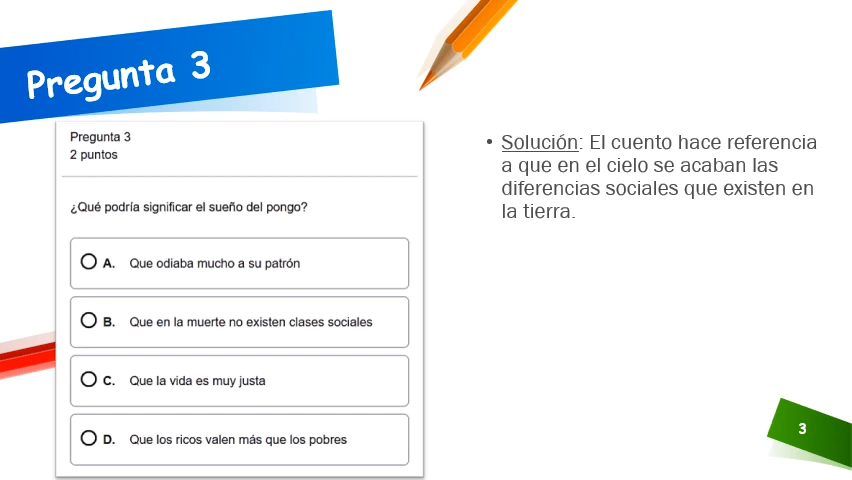 Pregunta 3
Pregunta 3
2 puntos
¿Qué podría significar el sueño del pongo?
A. Que odiaba mucho a su patrón
B. Que en la muerte no existen clases sociales
C. Que la vida es muy justa
D. Que los ricos valen más que los pobres
• Solución: El cuento hace referencia
a que en el cielo se acaban las
diferencias sociales que existen en
la tierra.
3